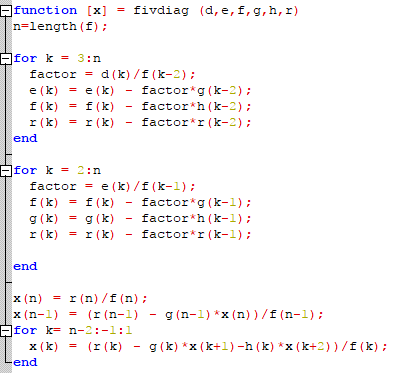 function [x] = fivdiag (d,e,f,g,h,r)
n=length(f);
for k = 3:n
factor = d(k)/f(k-2);
e(k) = e(k) - factor*g(k-2);
f(k) = f(k) - factor*h(k-2);
r(k) = r(k) - factor*r(k-2);
end
for k = 2:n
factor = e(k)/f(k-1);
f(k) = f(k) - factor*g(k-1);
g(k) = g(k) - factor*h(k-1);
r(k) = r(k) - factor*r(k-1);
end
x(n) = r(n)/f(n);
x(n-1) = (r(n-1) - g(n-1)*x(n))/f(n-1);
for k= n-2:-1:1
x(k) = (r(k) - g(k)*x(k+1)-h(k)*x(k+2))/f(k);
end